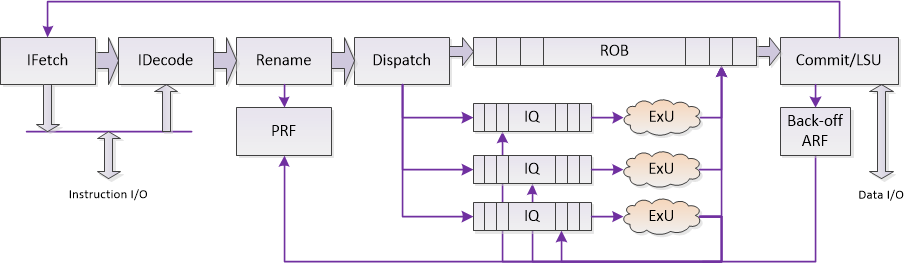 IFetch
IDecode
Rename
Dispatch
ROB
Commit/LSU
PRF
IQ
ExU
Back-off
ARF
IQ
ExU
Instruction I/O
Data I/O
IQ
ExU